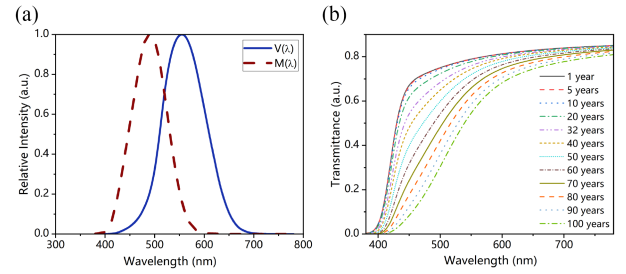 (a)
(b)
Relative Intensity (a.u.)
1.0
0.8
0.6
0.4
0.2
0.0
V(λ)
M(λ)
300 400 500 600 700 800
Wavelength (nm)
Transmittance (a.u.)
0.8
0.6
0.4
0.2
0.0
1 year
5 years
10 years
20 years
32 years
40 years
50 years
60 years
70 years
80 years
90 years
100 years
400 500 600 700
Wavelength (nm)